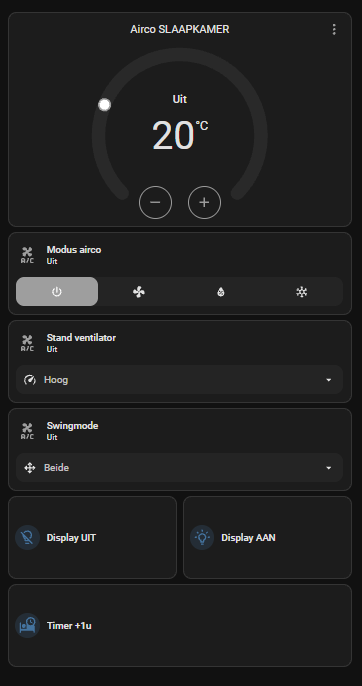 Airco SLAAPKAMER
Uit
20 °C
Modus airco
Uit
A/C
Stand ventilator
Uit
A/C
Hoog
Swingmode
Uit
A/C
Beide
Display UIT
Display AAN
Timer +1u